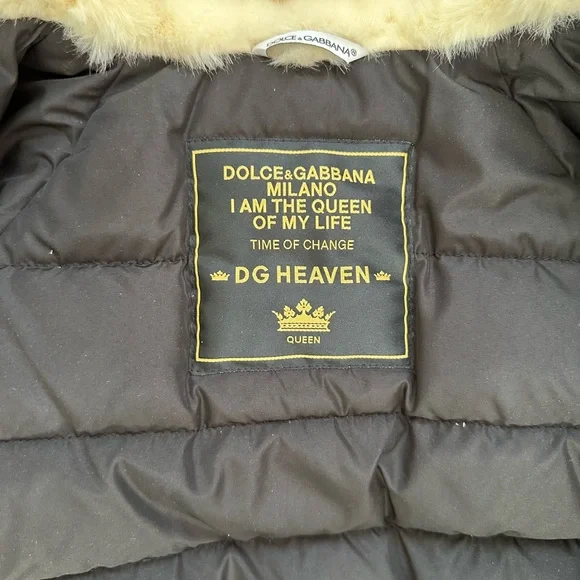 DOLCE & GABBANA®
DOLCE&GABBANA
MILANO
I AM THE QUEEN
OF MY LIFE
TIME OF CHANGE
DG HEAVEN
QUEEN